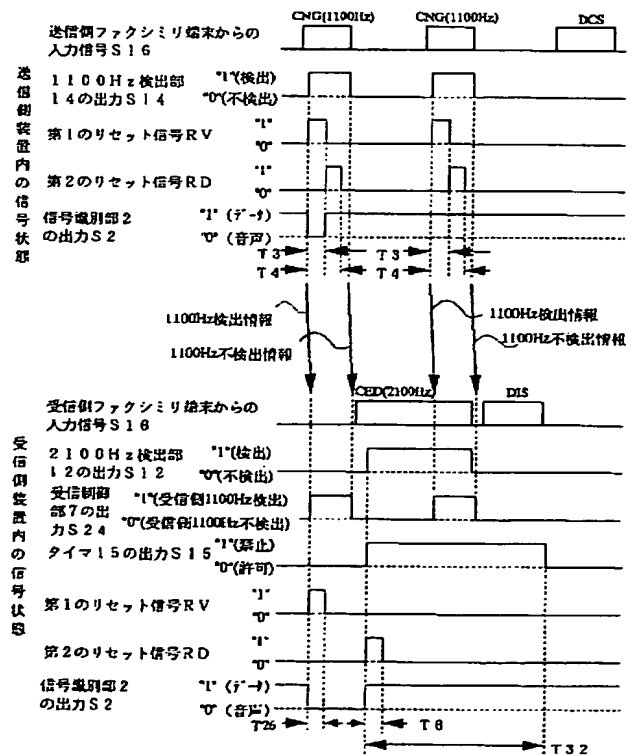 CNG(1100Hz) CNG(1100Hz) DCS
送信側ファクシミリ端末からの
入力信号S16
1100Hz検出部 "1"(検出)
14の出力S14 "0"(不検出)
第1のリセット信号RV "1"
"0"
第2のリセット信号RD "1"
"0"
信号識別部2 "1"(データ)
の出力S2 "0"(音声)
T3 T3
T4 T4
送信側装置内の信号状態
1100Hz検出情報 1100Hz検出情報
1100Hz不検出情報 1100Hz不検出情報
CED(2100Hz) DIS
受信側ファクシミリ端末からの
入力信号S16
2100Hz検出部 "1"(検出)
12の出力S12 "0"(不検出)
受信制御 "1"(受信側1100Hz検出)
部7の出
力S24 "0"(受信側1100Hz不検出)
タイマ15の出力S15 "1"(禁止)
"0"(許可)
第1のリセット信号RV "1"
"0"
第2のリセット信号RD "1"
"0"
信号識別部2 "1"(データ)
の出力S2 "0"(音声)
T26 T6
T32
受信側装置内の信号状態